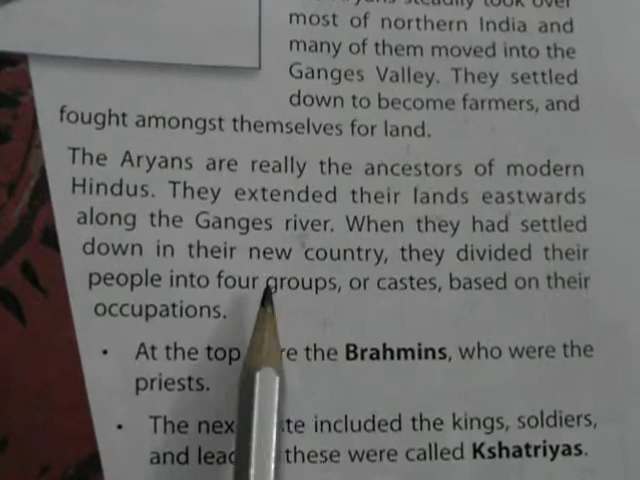 steadily took over
most of northern India and
many of them moved into the
Ganges Valley. They settled
down to become farmers, and
fought amongst themselves for land.
The Aryans are really the ancestors of modern
Hindus. They extended their lands eastwards
along the Ganges river. When they had settled
down in their new country, they divided their
people into four groups, or castes, based on their
occupations.
• At the top the Brahmins, who were the
priests.
• The included the kings, soldiers,
and these were called Kshatriyas.